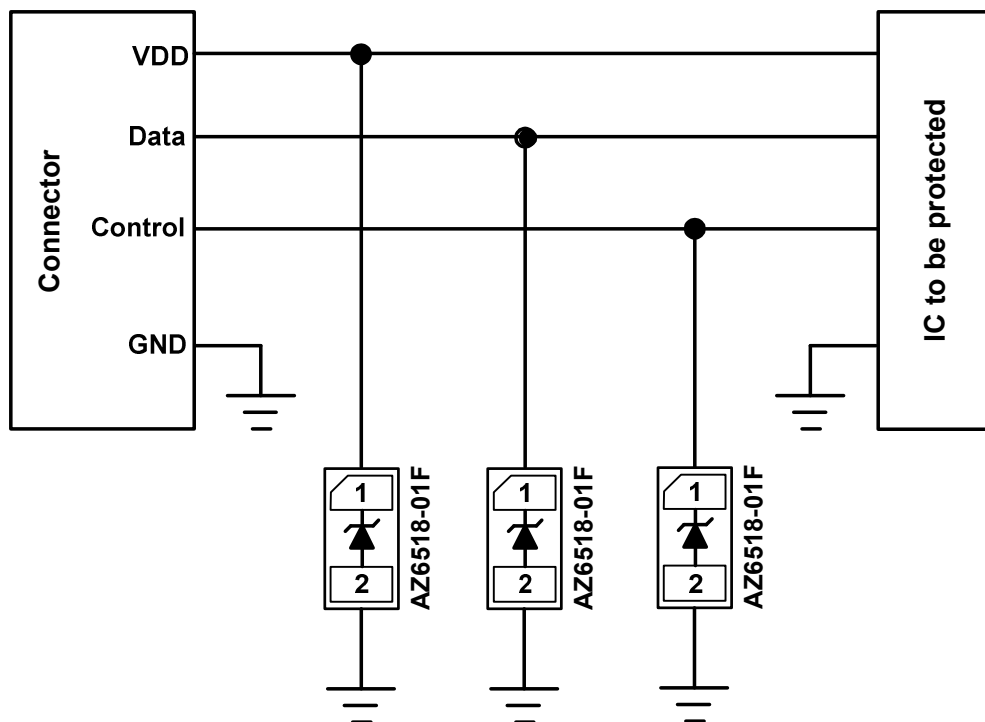 VDD
Data
Control
GND
Connector
IC to be protected
1
2
AZ6518-01F
1
2
AZ6518-01F
1
2
AZ6518-01F